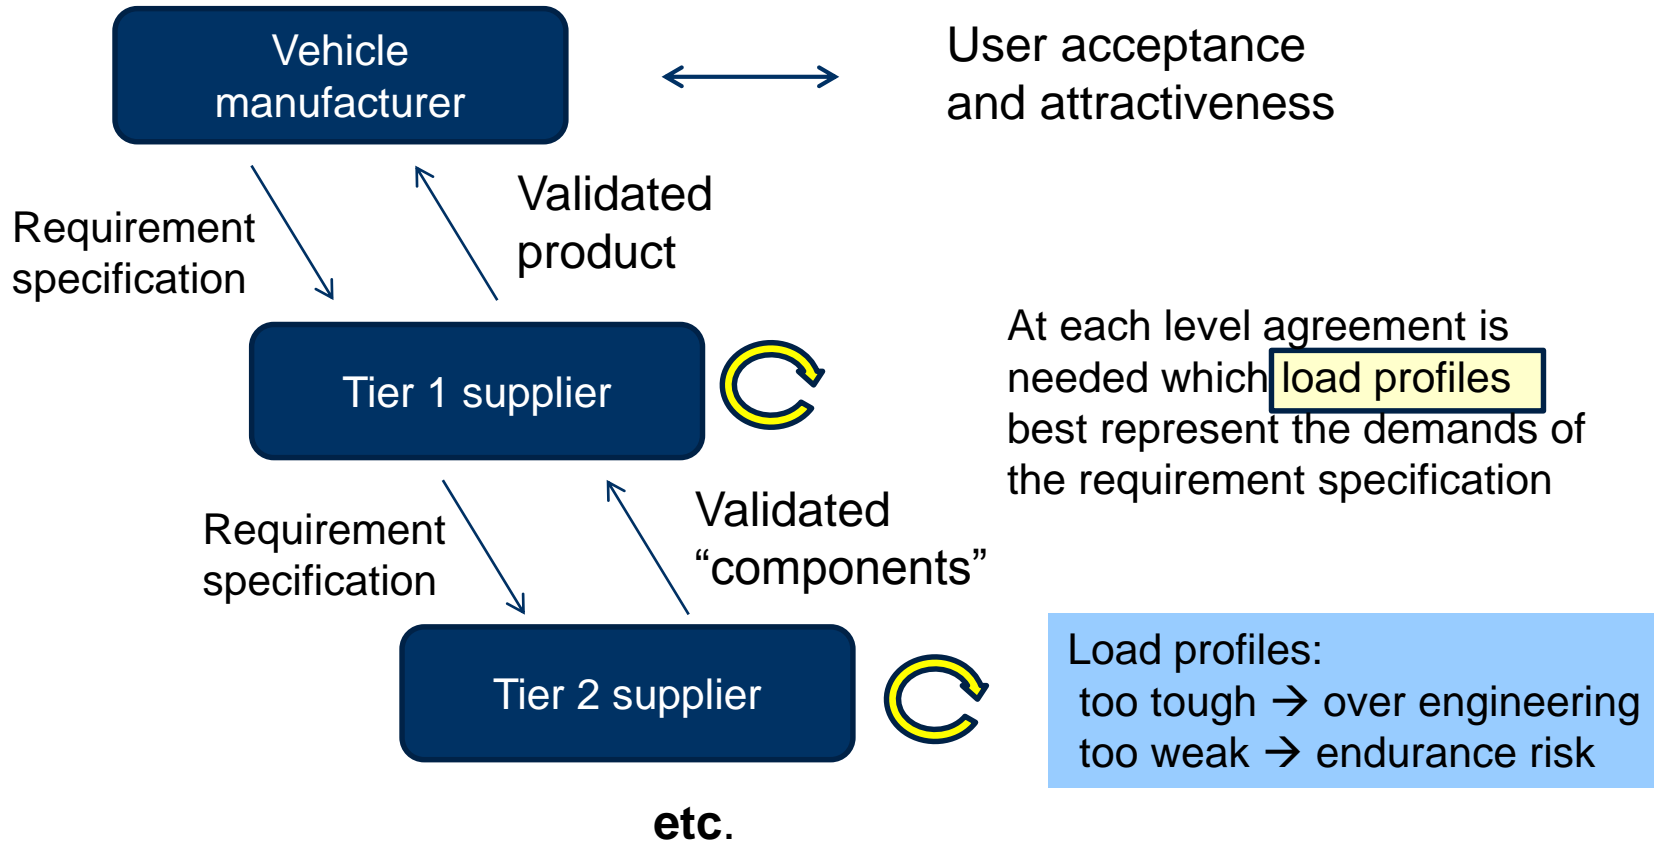 Vehicle
manufacturer
User acceptance
and attractiveness
Requirement
specification
Validated
product
Tier 1 supplier
At each level agreement is
needed which load profiles
best represent the demands of
the requirement specification
Requirement
specification
Validated
“components”
Tier 2 supplier
Load profiles:
too tough → over engineering
too weak → endurance risk
etc.